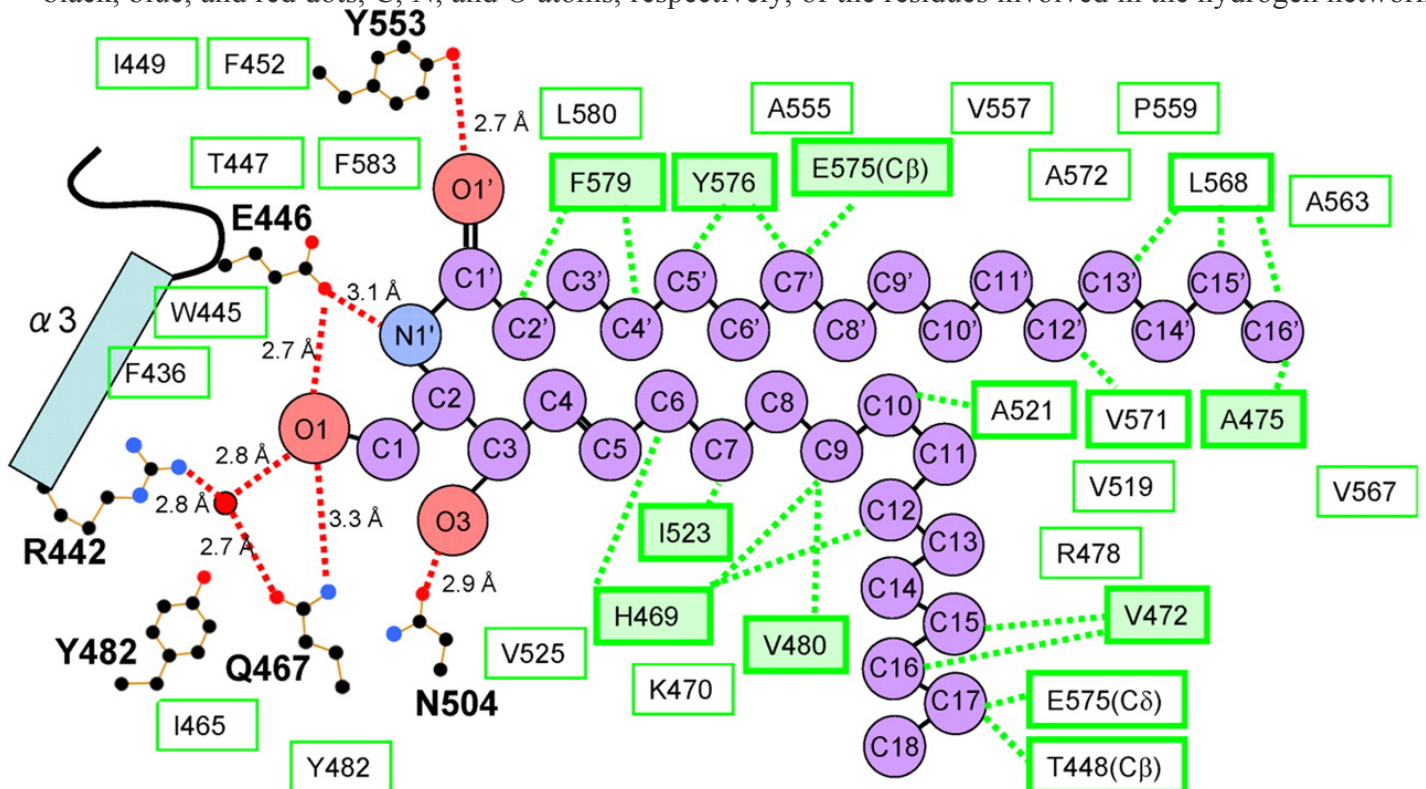 black, blue, and red dots, C, N, and O atoms, respectively, of the residues involved in the hydrogen network
Y553
I449
F452
2.7 Å
L580
A555
V557
P559
T447
F583
O1'
F579
Y576
E575(Cβ)
A572
L568
A563
E446
3.1 Å
C1'
C3'
C5'
C7'
C9'
C11'
C13'
C15'
α3
W445
N1'
C2'
C4'
C6'
C8'
C10'
C12'
C14'
C16'
2.7 Å
F436
C2
C4
C6
C8
C10
A521
V571
A475
O1
C1
C3
C5
C7
C9
C11
2.8 Å
2.8 Å
3.3 Å
O3
I523
C12
V519
V567
R442
2.7 Å
C13
R478
2.9 Å
C14
H469
C15
V472
Y482
Q467
V525
V480
C16
K470
N504
C17
E575(Cδ)
I465
C18
Y482
T448(Cβ)